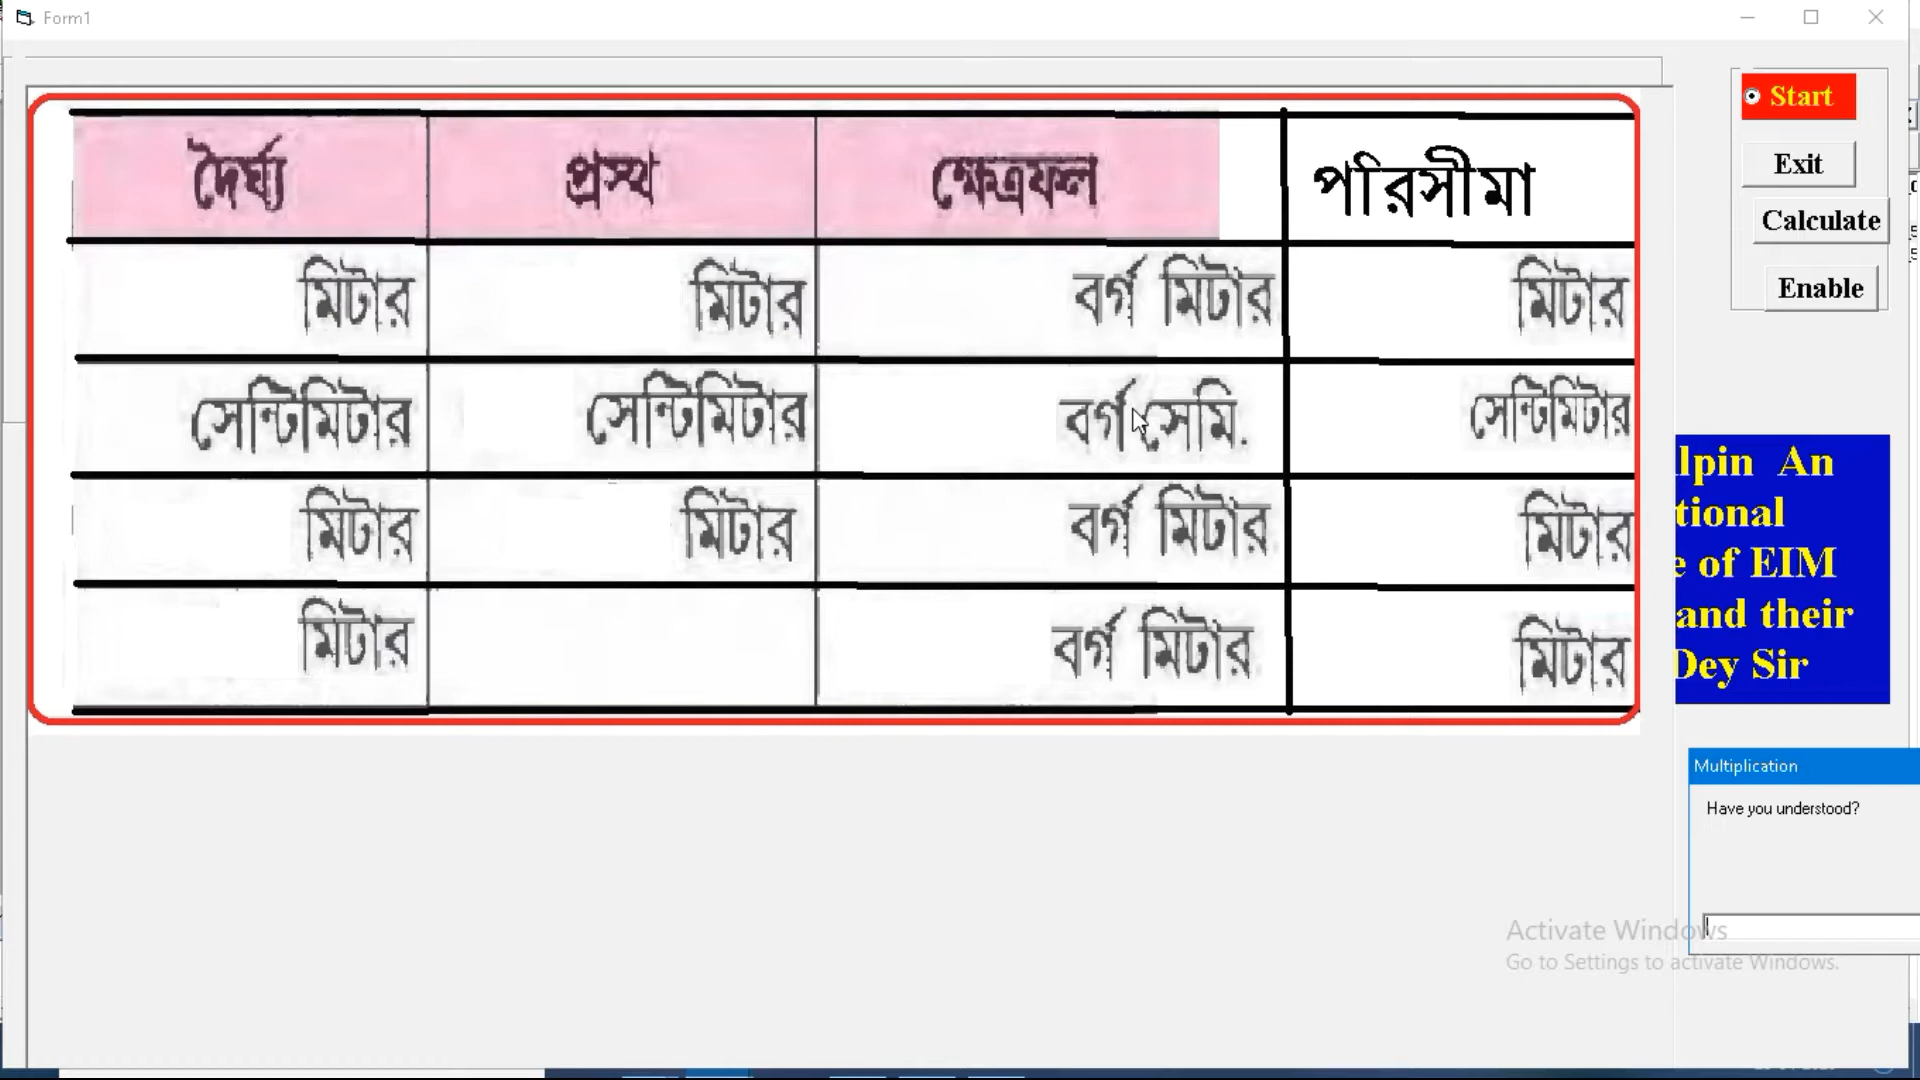 Form1
দৈর্ঘ্য প্রস্থ ক্ষেত্রফল পরিসীমা
মিটার মিটার বর্গ মিটার মিটার
সেন্টিমিটার সেন্টিমিটার বর্গ সেমি. সেন্টিমিটার
মিটার মিটার বর্গ মিটার মিটার
মিটার বর্গ মিটার মিটার
Start
Exit
Calculate
Enable
lpin An
tional
e of EIM
and their
Dey Sir
Multiplication
Have you understood?
Activate Windows
Go to Settings to activate Windows.